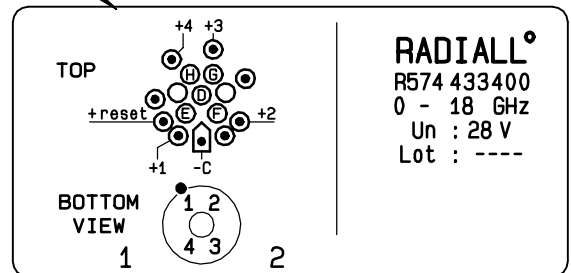 +4 +3
TOP
H G
D
+reset E F +2
+1 -C
BOTTOM
VIEW
1 2
4 3
1 2
RADIALL°
R574 433400
0 - 18 GHz
Un : 28 V
Lot : ----